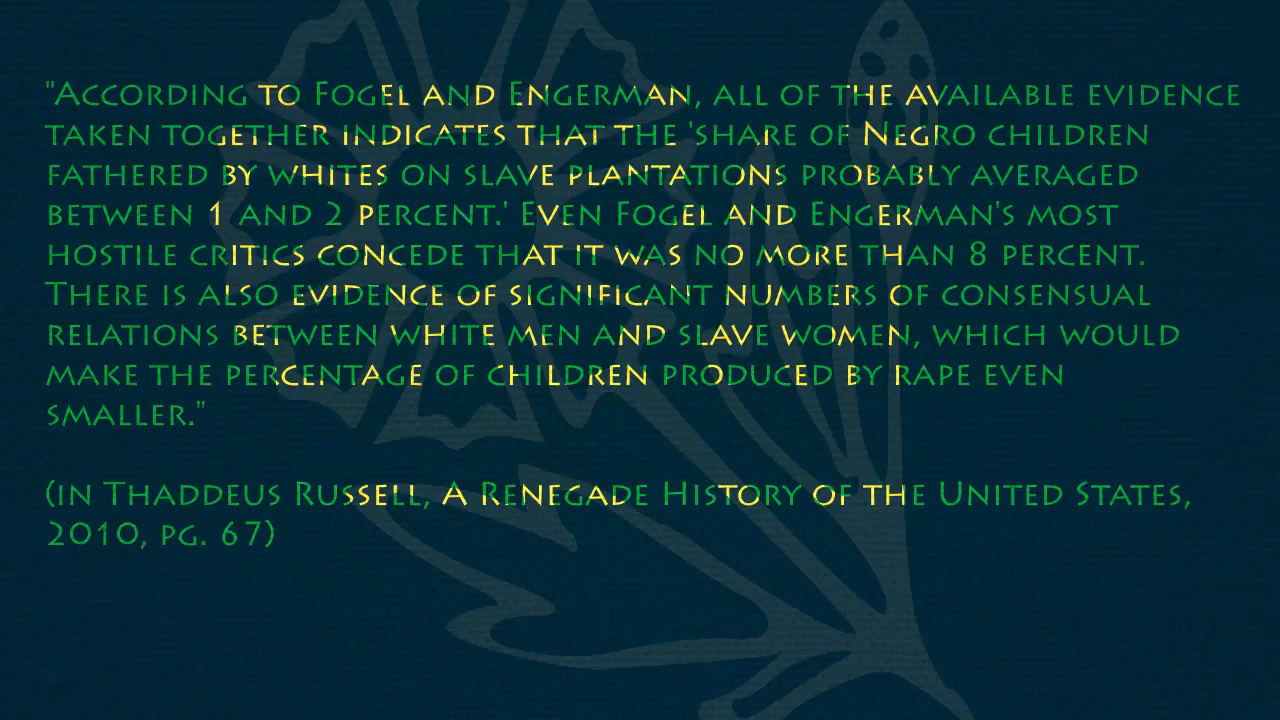 "According to Fogel and Engerman, all of the available evidence
taken together indicates that the 'share of Negro children
fathered by whites on slave plantations probably averaged
between 1 and 2 percent.' Even Fogel and Engerman's most
hostile critics concede that it was no more than 8 percent.
There is also evidence of significant numbers of consensual
relations between white men and slave women, which would
make the percentage of children produced by rape even
smaller."
(in Thaddeus Russell, A Renegade History of the United States,
2010, pg. 67)